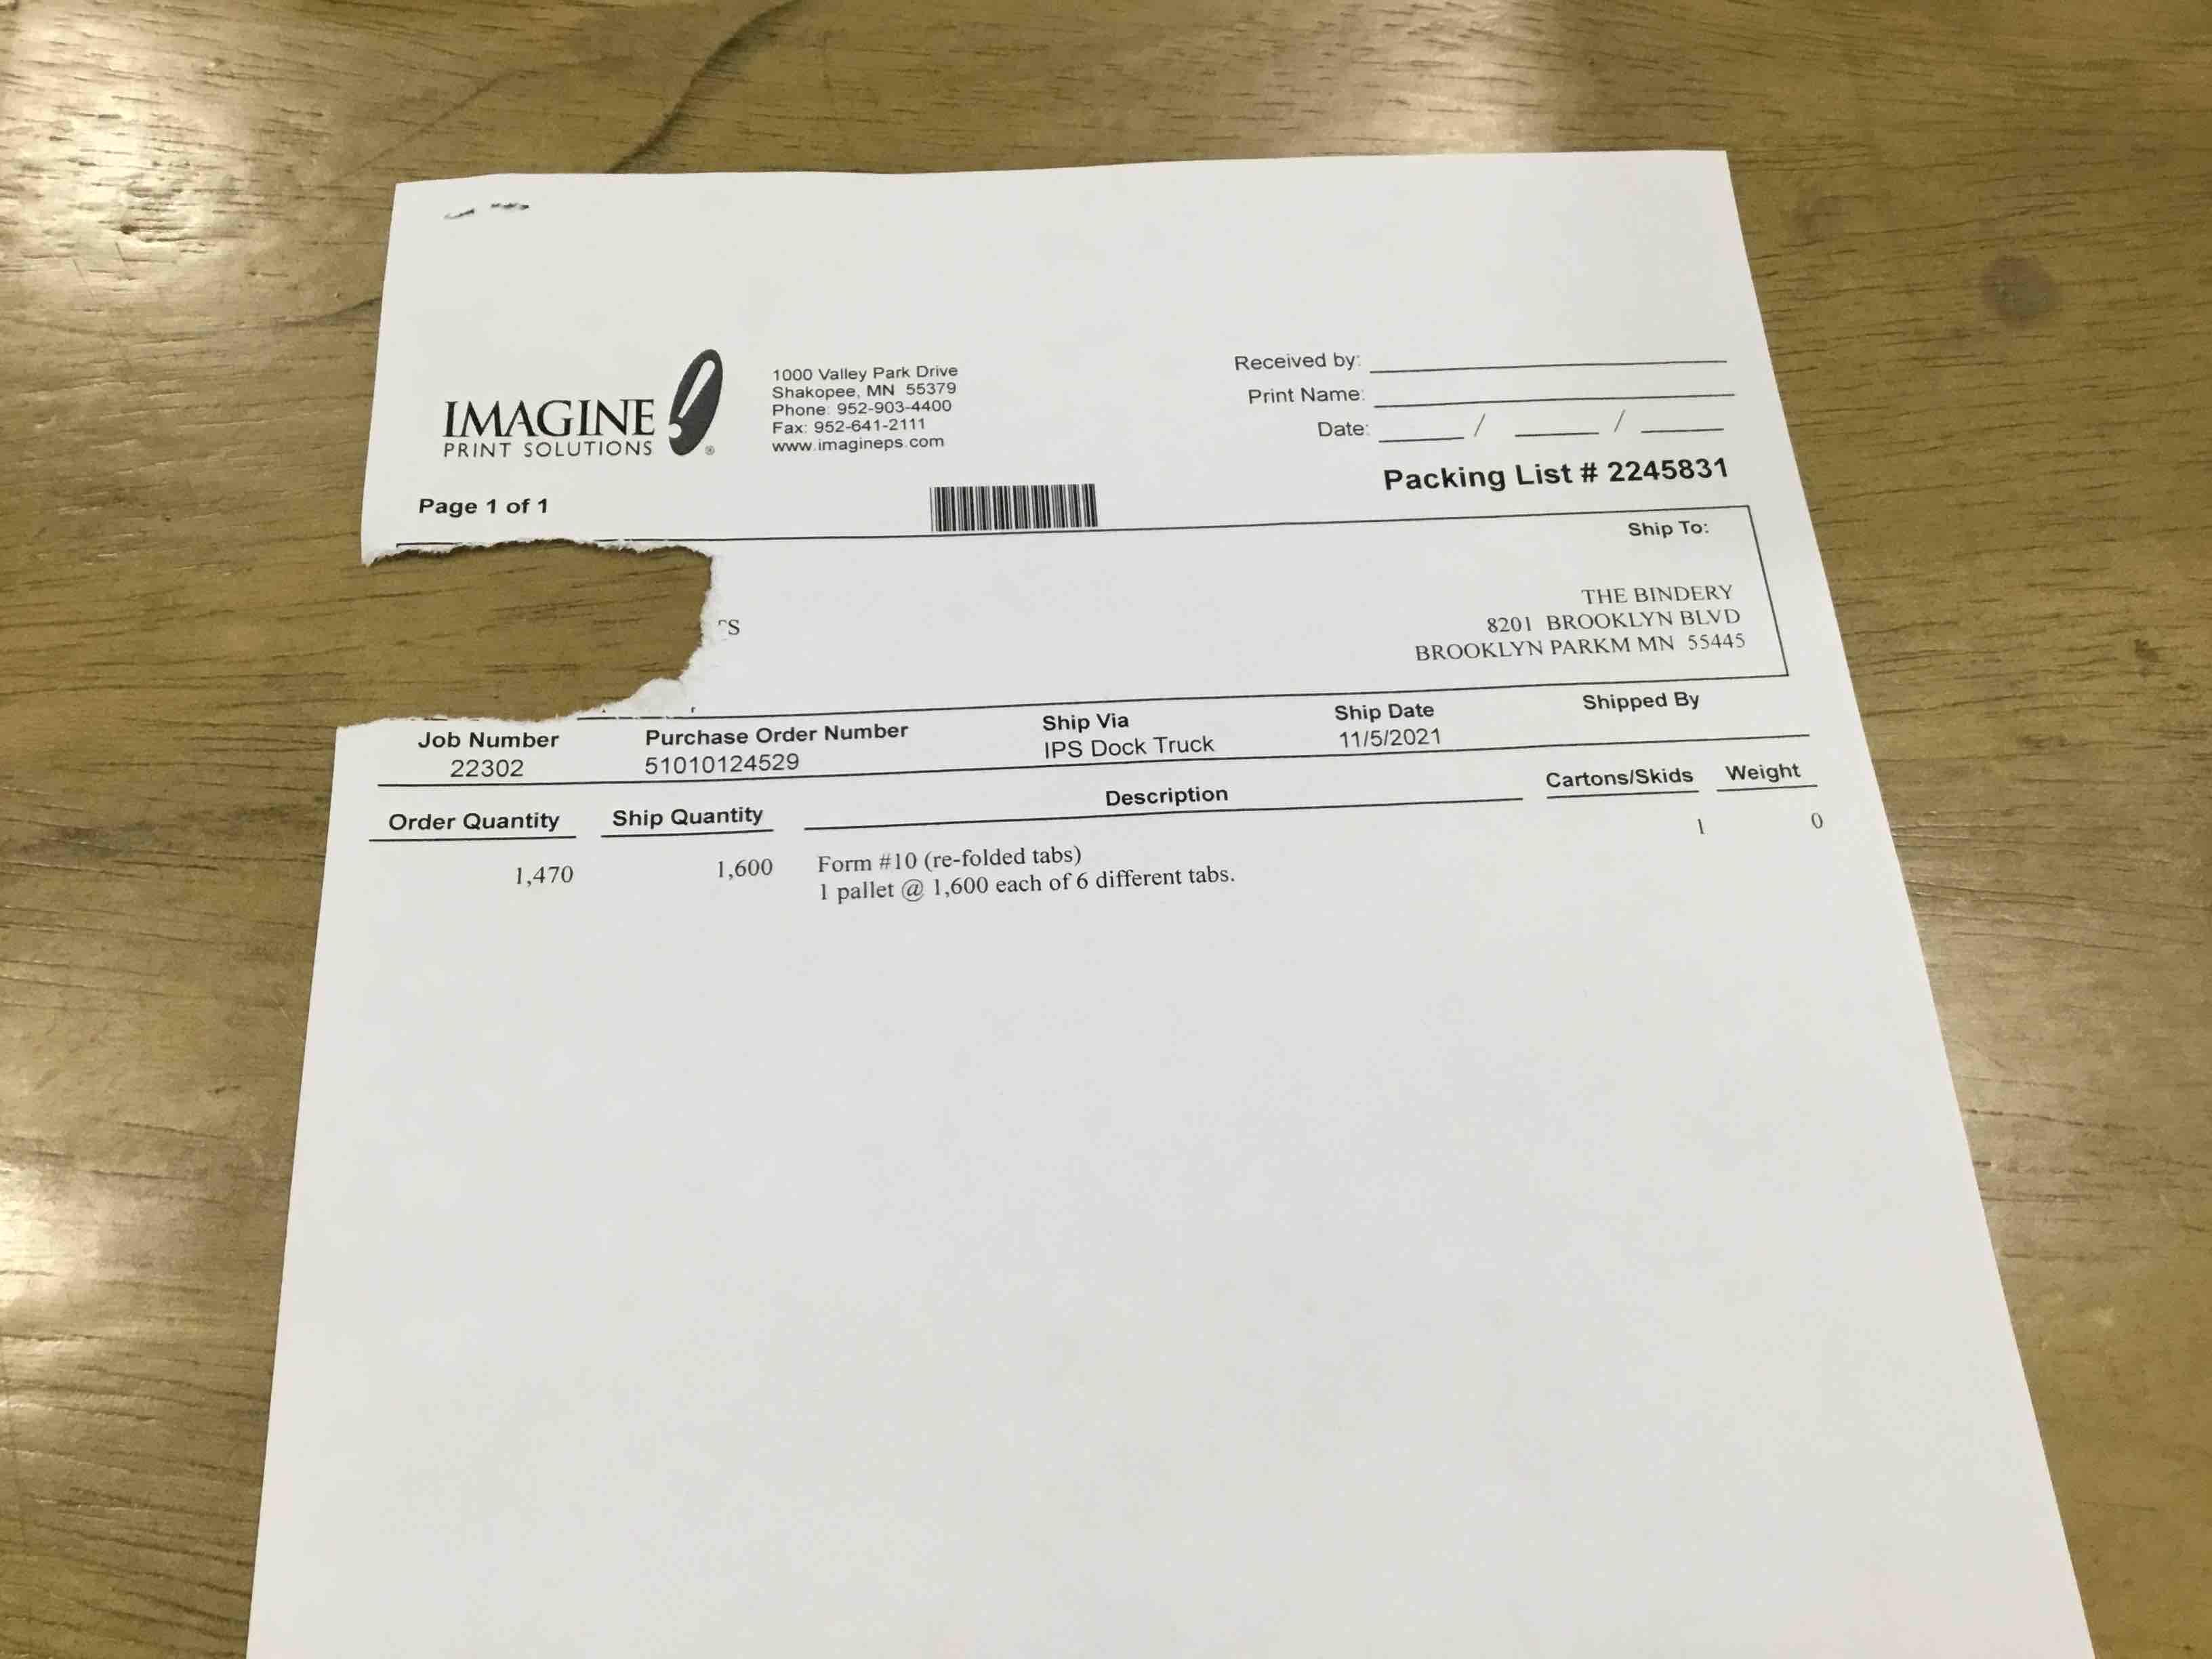 IMAGINE
PRINT SOLUTIONS
®
1000 Valley Park Drive
Shakopee, MN 55379
Phone: 952-903-4400
Fax: 952-641-2111
www.imagineps.com
Received by:
Print Name:
Date: / /
Packing List # 2245831
Page 1 of 1
Ship To:
THE BINDERY
8201 BROOKLYN BLVD
BROOKLYN PARKM MN 55445
Job Number Purchase Order Number Ship Via Ship Date Shipped By
22302 51010124529 IPS Dock Truck 11/5/2021
Order Quantity Ship Quantity Description Cartons/Skids Weight
1,470 1,600 Form #10 (re-folded tabs) 1 0
1 pallet @ 1,600 each of 6 different tabs.